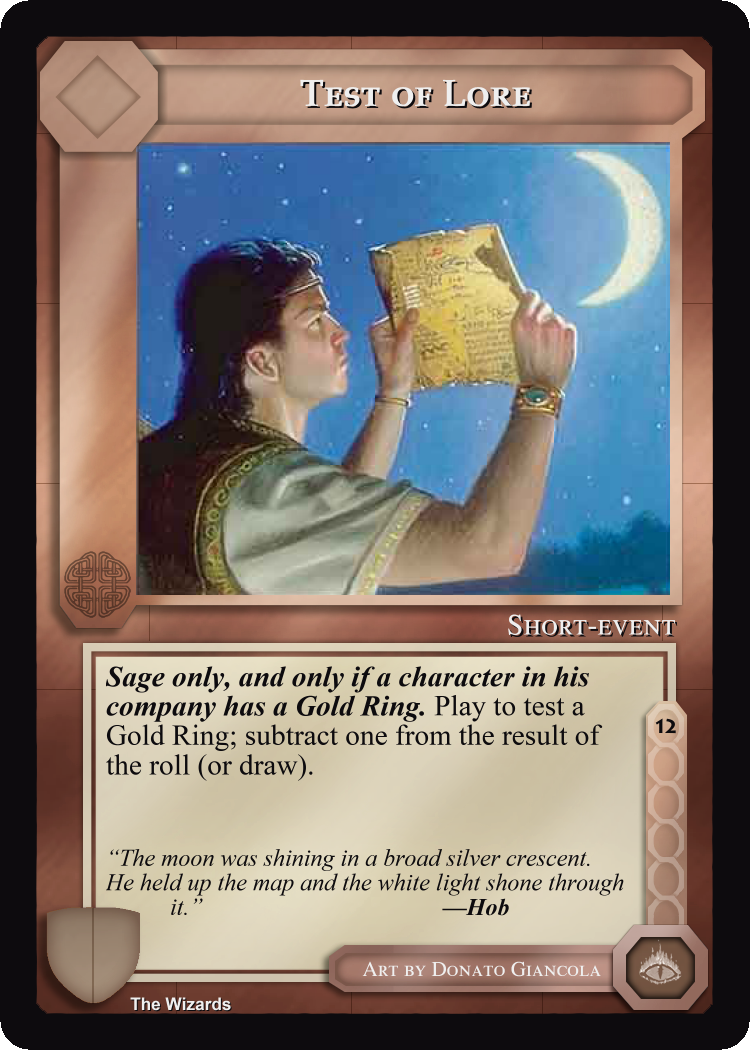 Test of Lore
Short-event
Sage only, and only if a character in his
company has a Gold Ring. Play to test a
Gold Ring; subtract one from the result of
the roll (or draw).
12
“The moon was shining in a broad silver crescent.
He held up the map and the white light shone through
it.” —Hob
Art by Donato Giancola
The Wizards